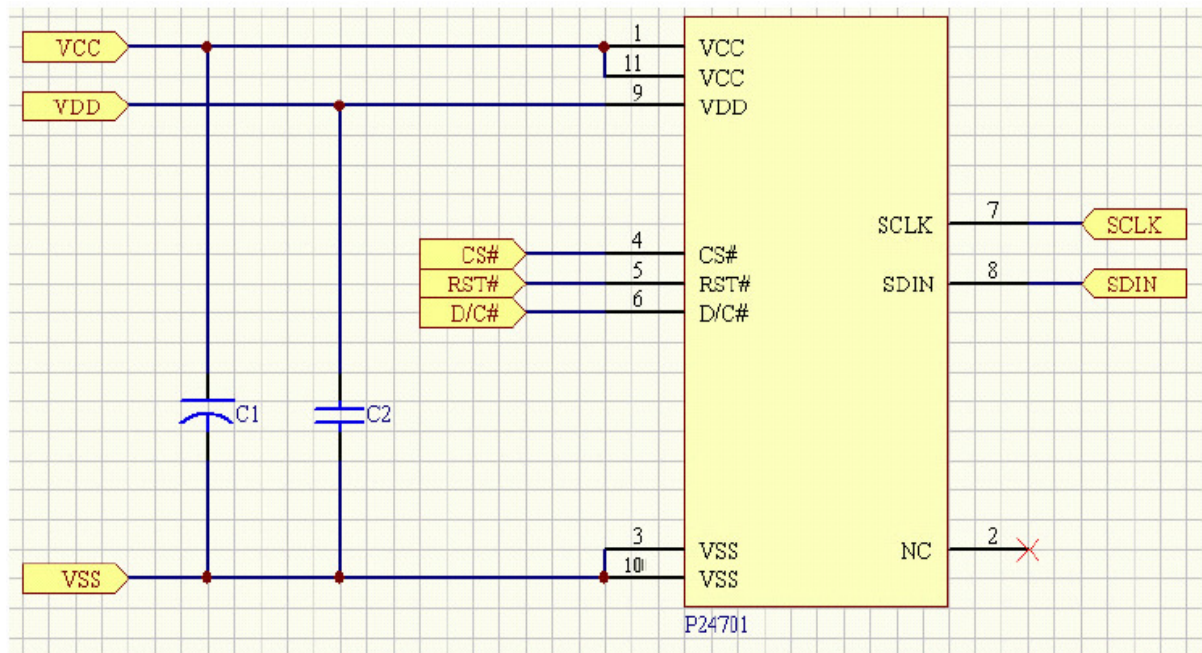 VCC
1
VCC
11
VCC
VDD
9
VDD
7
SCLK
SCLK
CS#
4
CS#
RST#
5
RST#
8
SDIN
SDIN
D/C#
6
D/C#
C1
C2
3
VSS
2
NC
VSS
10
VSS
P24701